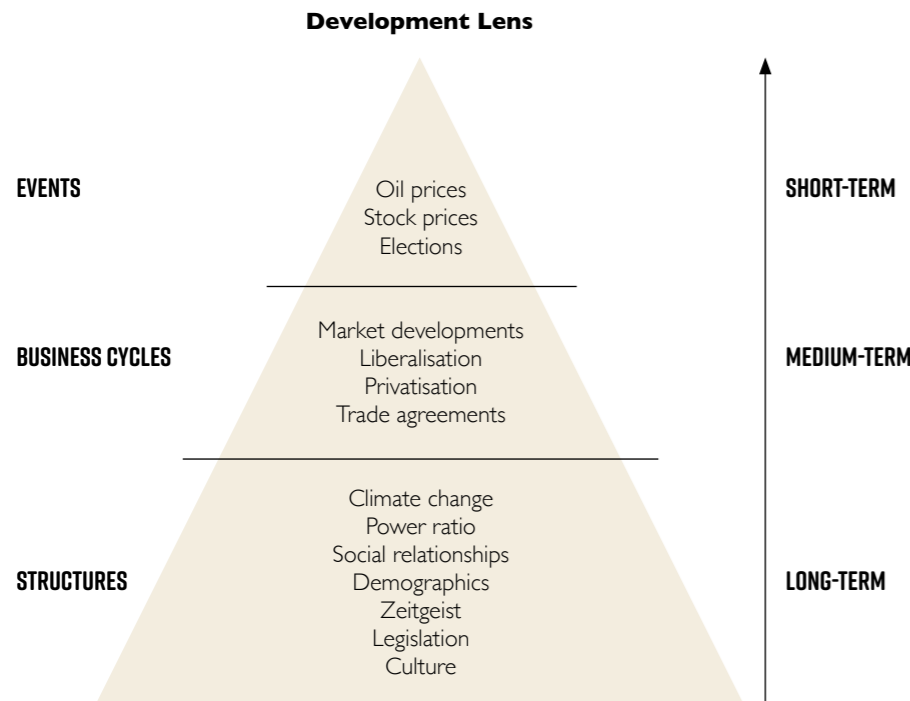 Development Lens
EVENTS
Oil prices
Stock prices
Elections
SHORT-TERM
BUSINESS CYCLES
Market developments
Liberalisation
Privatisation
Trade agreements
MEDIUM-TERM
STRUCTURES
Climate change
Power ratio
Social relationships
Demographics
Zeitgeist
Legislation
Culture
LONG-TERM